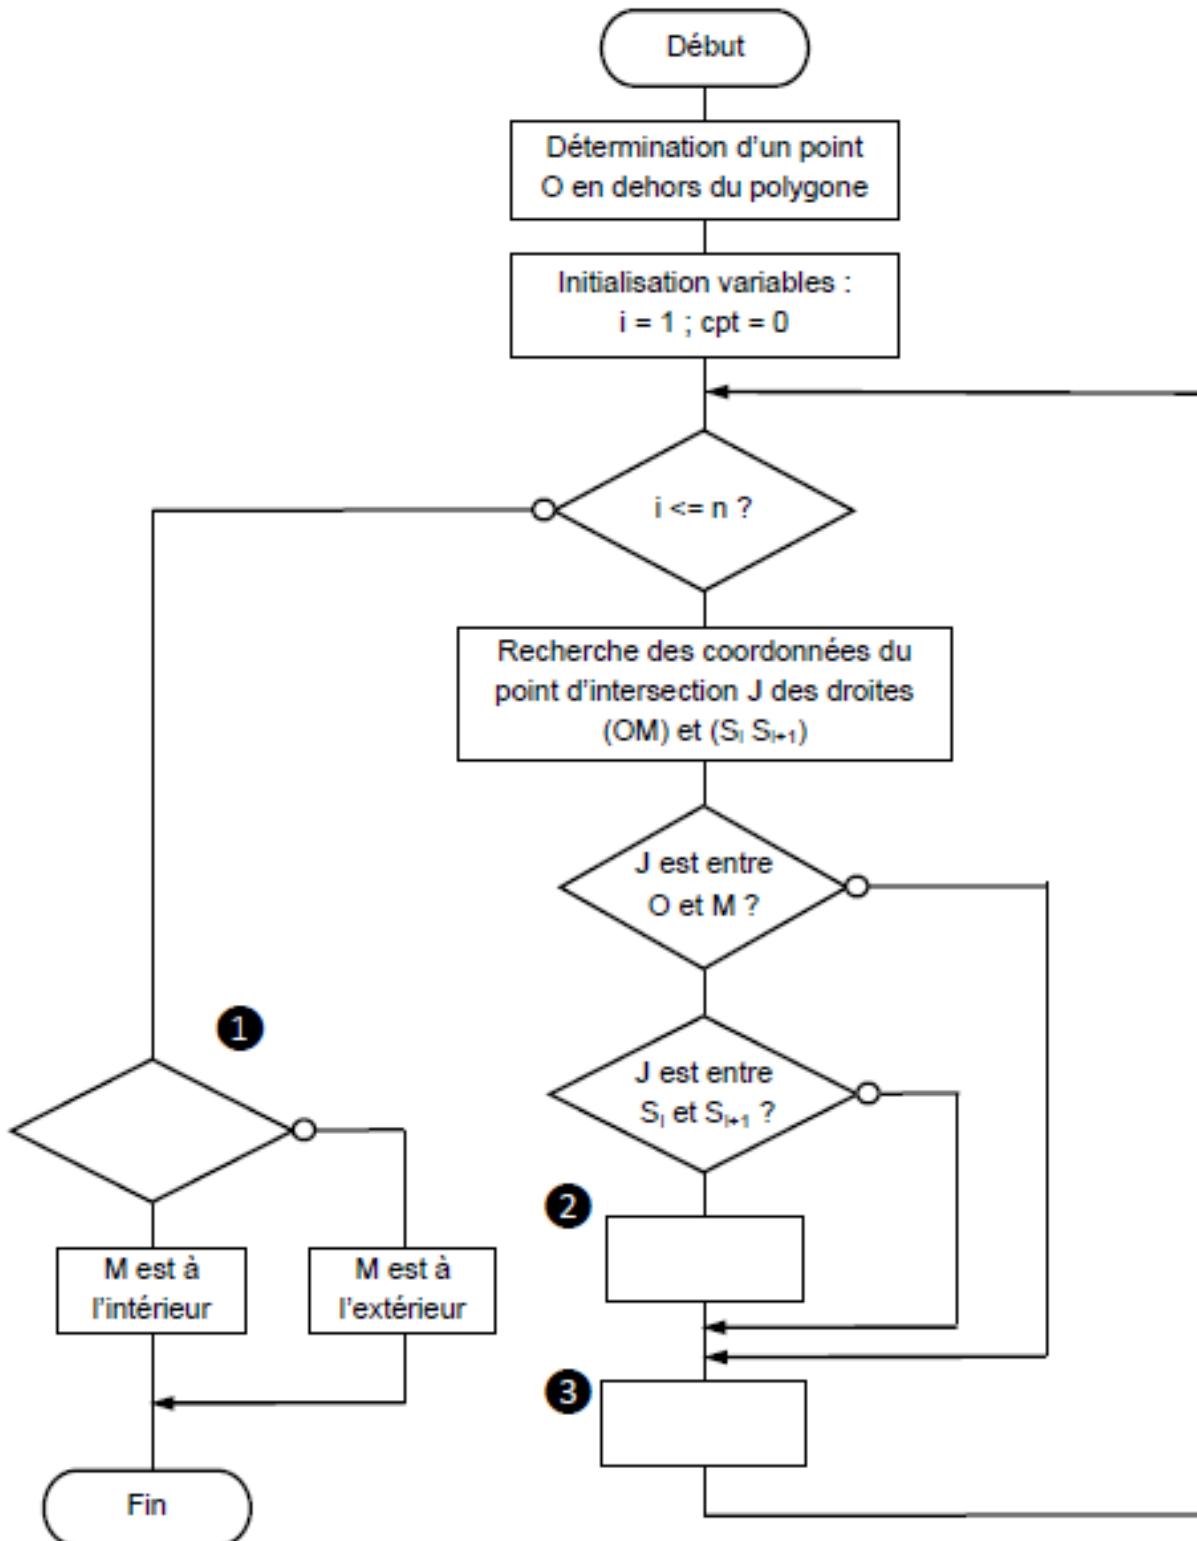 Début
Détermination d'un point
O en dehors du polygone
Initialisation variables :
i = 1 ; cpt = 0
i <= n ?
Recherche des coordonnées du
point d'intersection J des droites
(OM) et (Sᵢ Sᵢ₊₁)
J est entre
O et M ?
J est entre
Sᵢ et Sᵢ₊₁ ?
1
2
3
M est à
l'intérieur
M est à
l'extérieur
Fin